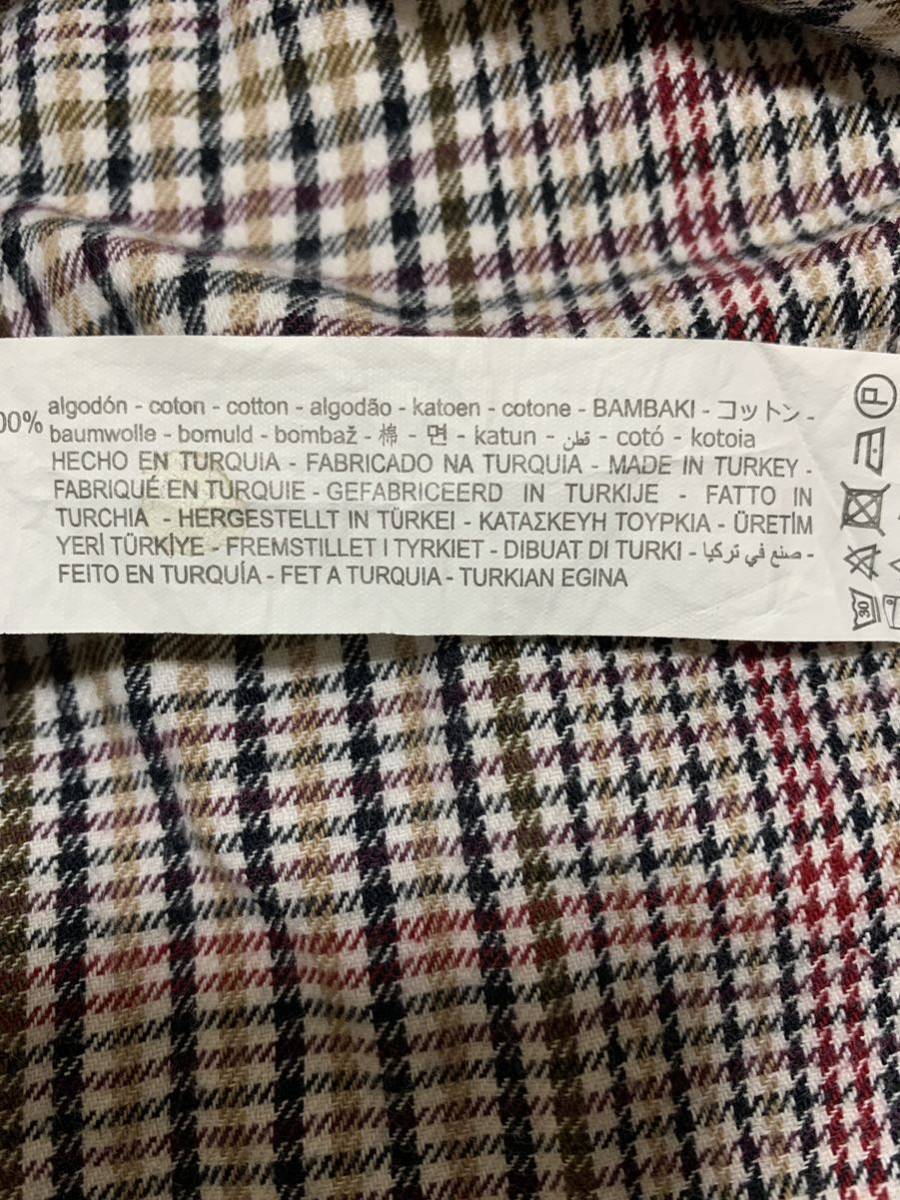 00% algodón - coton - cotton - algodão - katoen - cotone - BAMBAKI - コットン -
baumwolle - bomuld - bombaž - 棉 - 면 - katun - قطن - cotó - kotoia
HECHO EN TURQUIA - FABRICADO NA TURQUIA - MADE IN TURKEY -
FABRIQUÉ EN TURQUIE - GEFABRICEERD IN TURKIJE - FATTO IN
TURCHIA - HERGESTELLT IN TÜRKEI - ΚΑΤΑΣΚΕΥΗ ΤΟΥΡΚΙΑ - ÜRETİM
YERİ TÜRKİYE - FREMSTILLET I TYRKIET - DIBUAT DI TURKI - صنع في تركيا -
FEITO EN TURQUÍA - FET A TURQUIA - TURKIAN EGINA
P
30